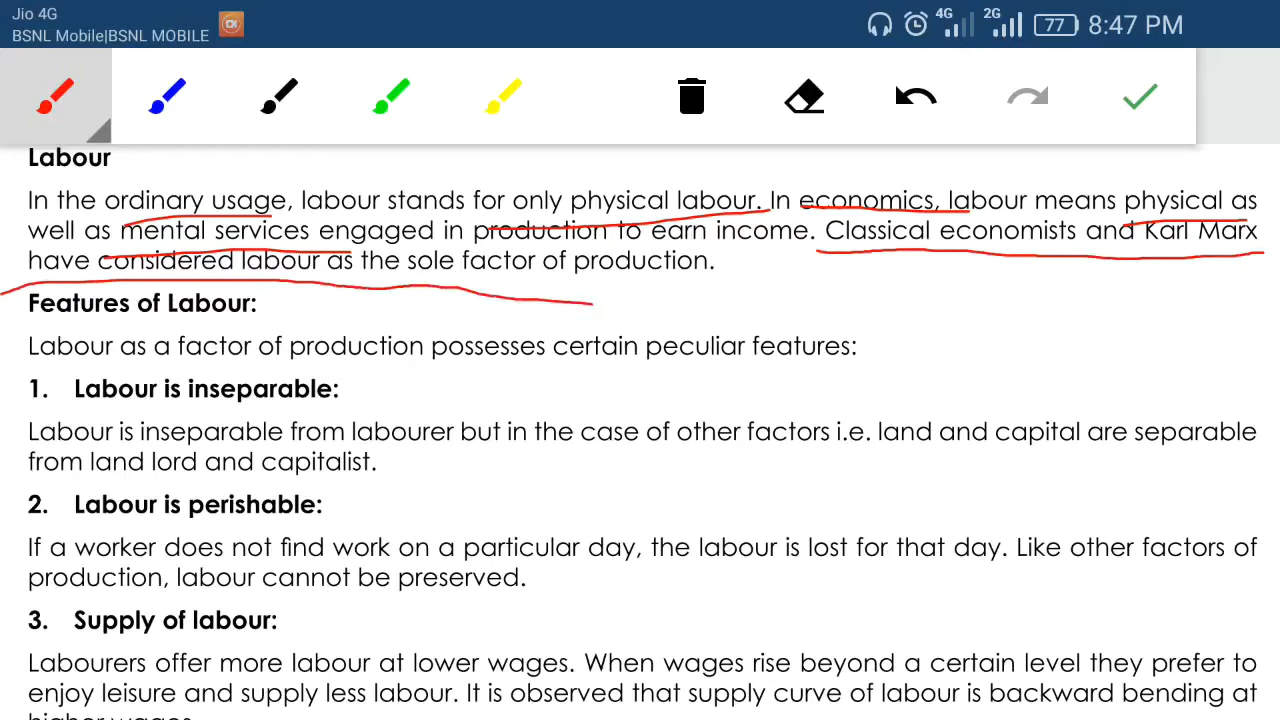 Jio 4G
BSNL Mobile|BSNL MOBILE
4G 2G 77 8:47 PM
Labour
In the ordinary usage, labour stands for only physical labour. In economics, labour means physical as
well as mental services engaged in production to earn income. Classical economists and Karl Marx
have considered labour as the sole factor of production.
Features of Labour:
Labour as a factor of production possesses certain peculiar features:
1. Labour is inseparable:
Labour is inseparable from labourer but in the case of other factors i.e. land and capital are separable
from land lord and capitalist.
2. Labour is perishable:
If a worker does not find work on a particular day, the labour is lost for that day. Like other factors of
production, labour cannot be preserved.
3. Supply of labour:
Labourers offer more labour at lower wages. When wages rise beyond a certain level they prefer to
enjoy leisure and supply less labour. It is observed that supply curve of labour is backward bending at
higher wages.